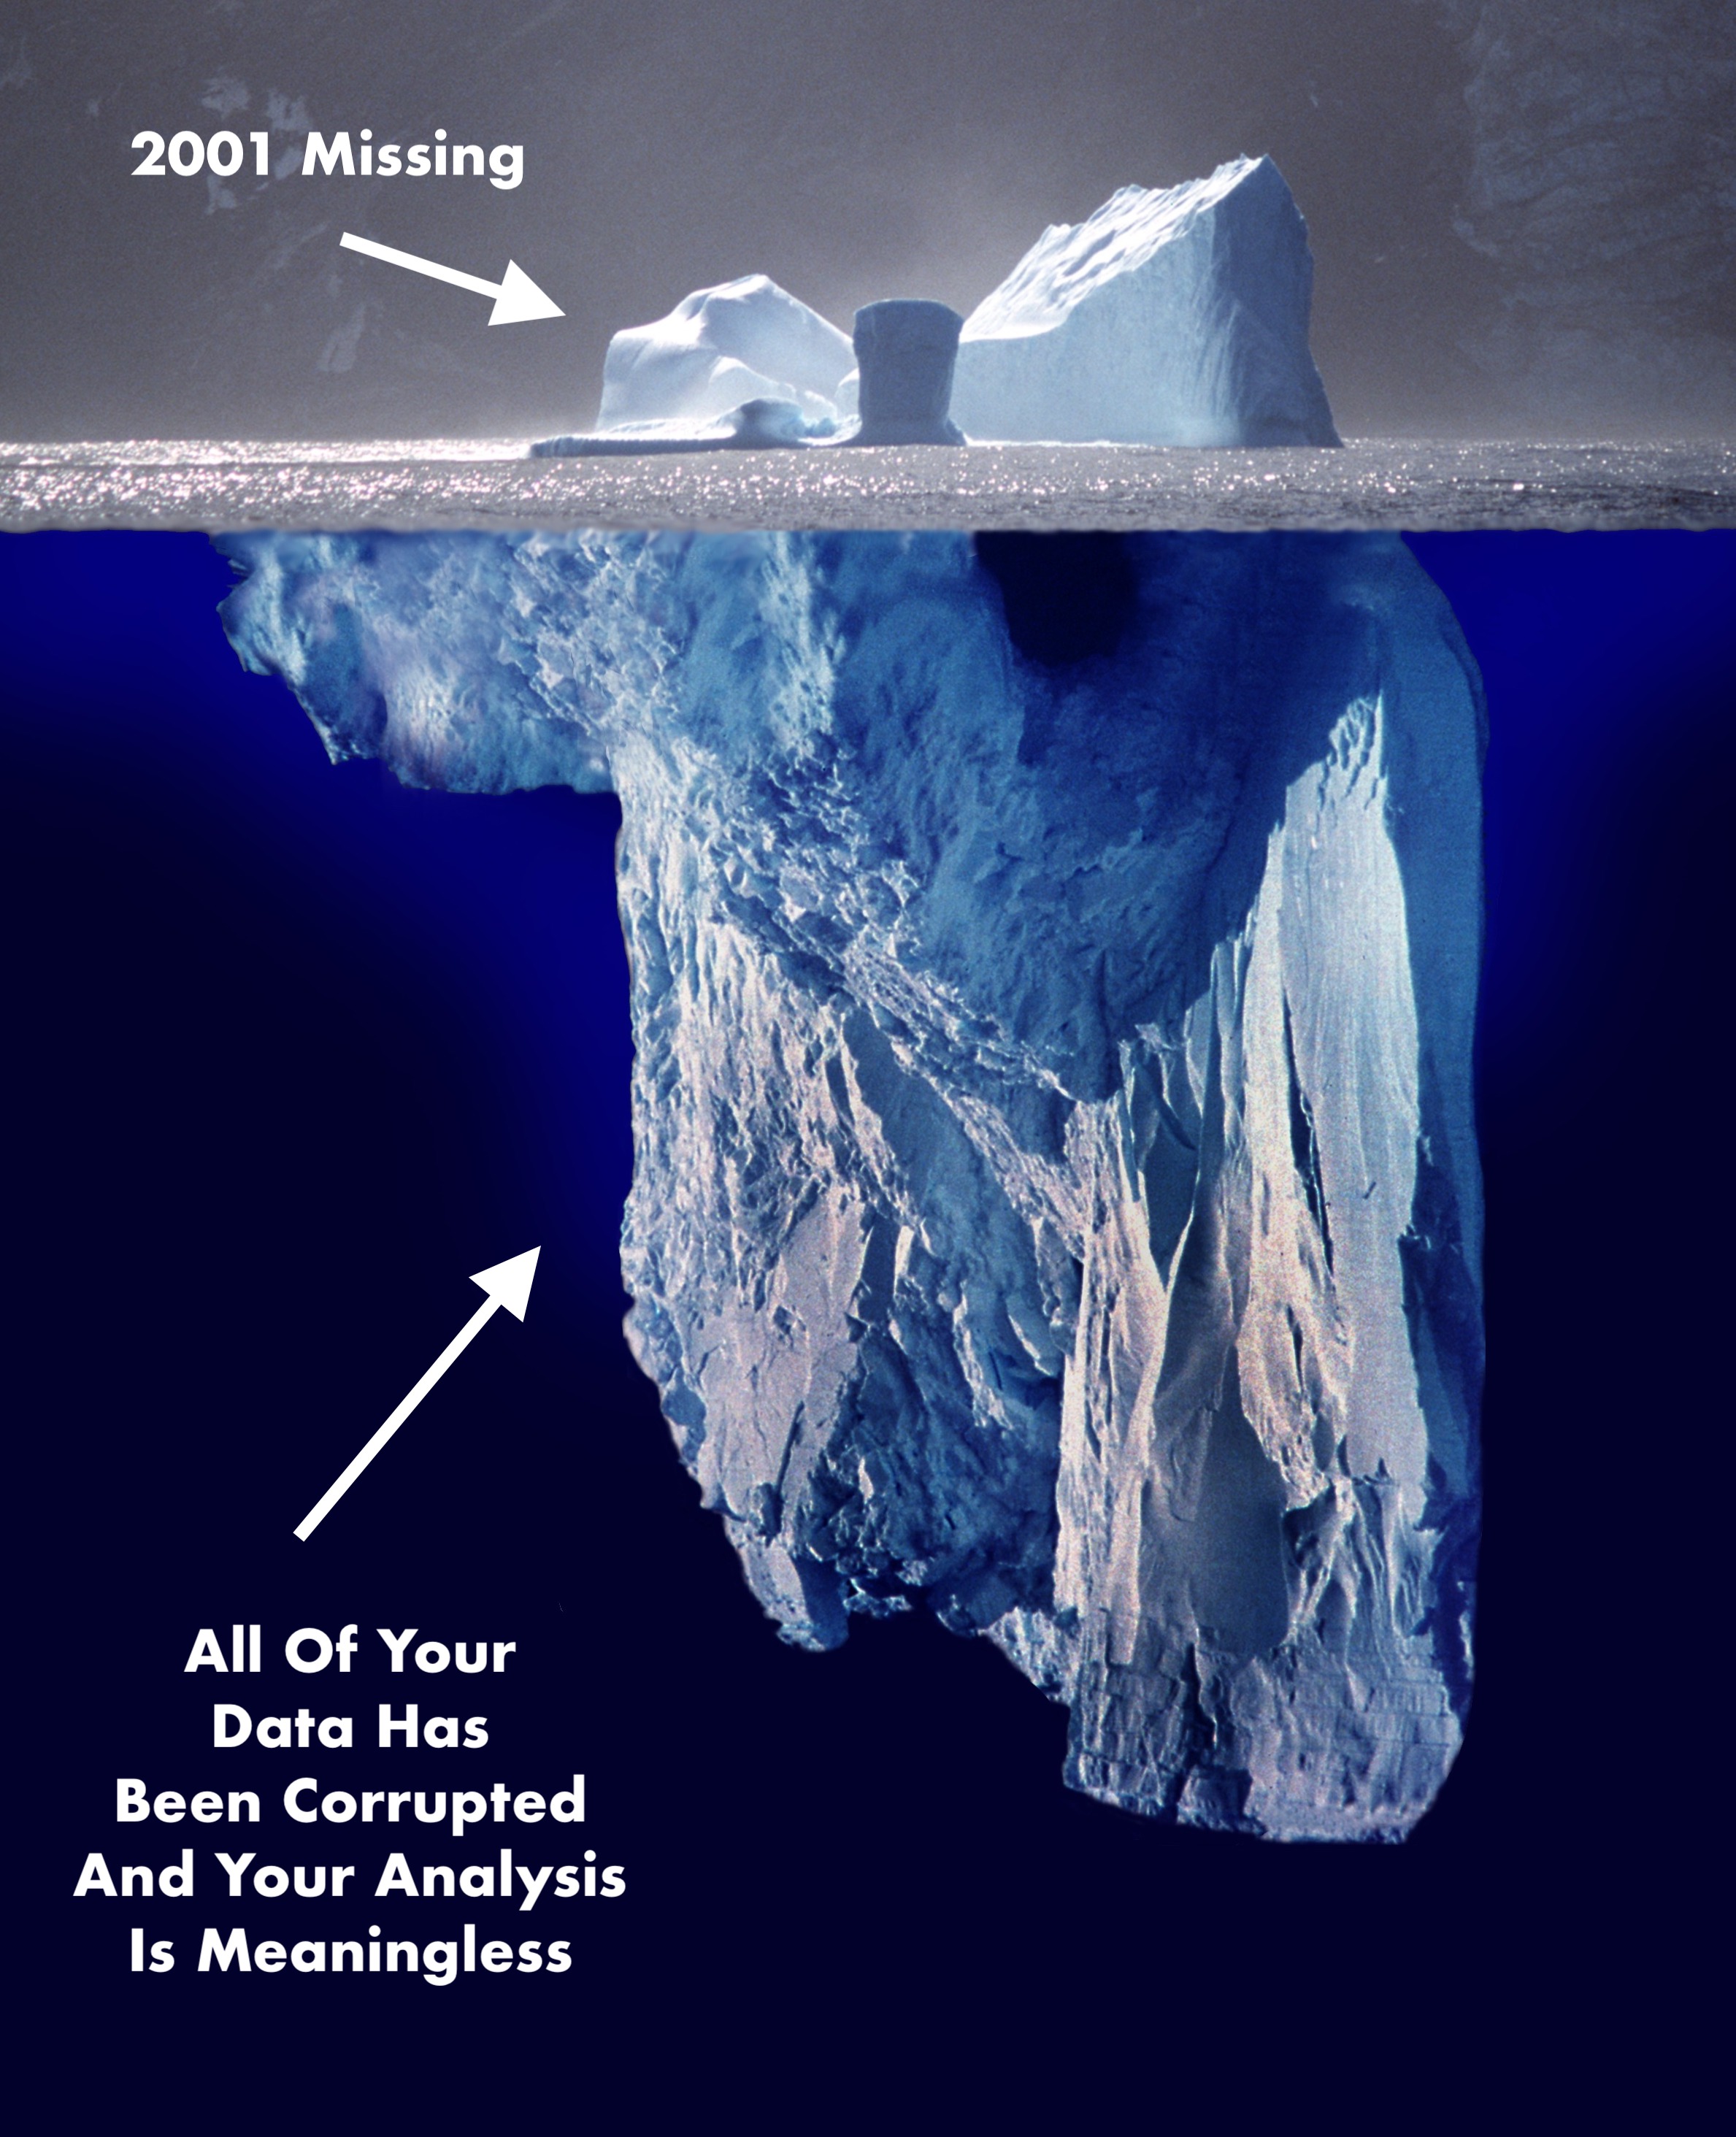 2001 Missing
All Of Your
Data Has
Been Corrupted
And Your Analysis
Is Meaningless